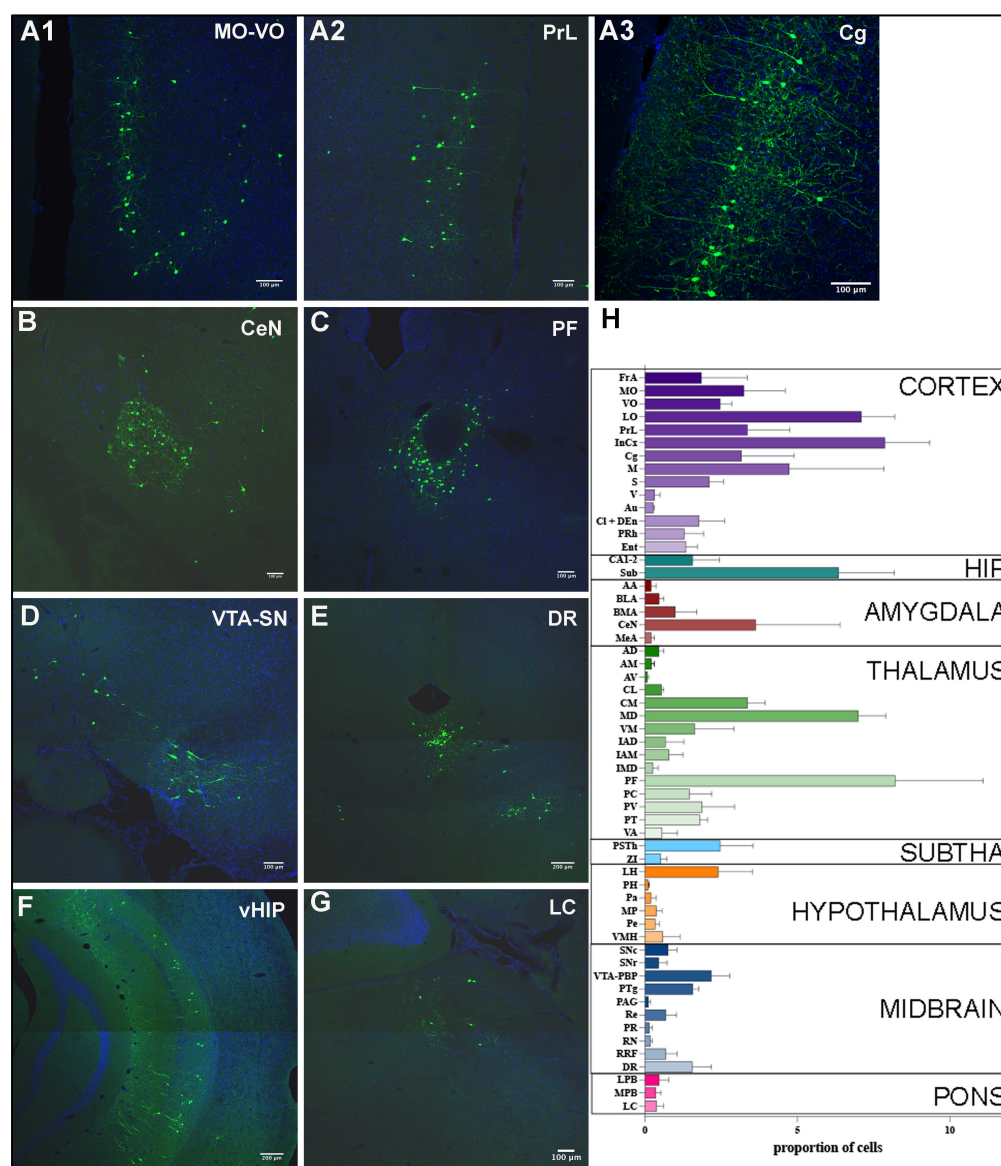 A1 MO-VO
100 µm
A2 PrL
100 µm
A3 Cg
100 µm
B CeN
100 µm
C PF
100 µm
D VTA-SN
100 µm
E DR
200 µm
F vHIP
200 µm
G LC
100 µm
H
CORTEX
FrA
MO
VO
LO
PrL
InCx
Cg
M
S
V
Au
Cl + DEn
PRh
Ent
HIP
CA1-2
Sub
AMYGDALA
AA
BLA
BMA
CeN
MeA
THALAMUS
AD
AM
AV
CL
CM
MD
VM
IAD
IAM
IMD
PF
PC
PV
PT
VA
SUBTHA
PSTh
ZI
HYPOTHALAMUS
LH
PH
Pa
MP
Pe
VMH
MIDBRAIN
SNc
SNr
VTA-PBP
PTg
PAG
Re
PR
RN
RRF
DR
PONS
LPB
MPB
LC
0 5 10
proportion of cells